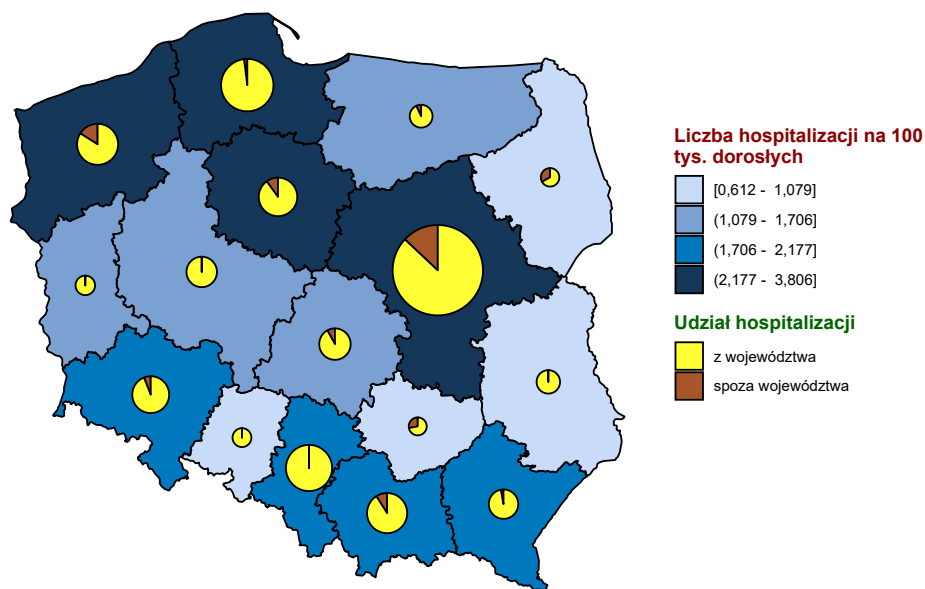 Liczba hospitalizacji na 100
tys. dorosłych
[0,612 - 1,079]
(1,079 - 1,706]
(1,706 - 2,177]
(2,177 - 3,806]
Udział hospitalizacji
z województwa
spoza województwa